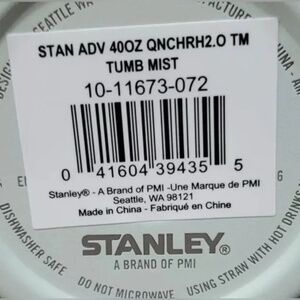 STAN ADV 40OZ QNCHRH2.O TM
TUMB MIST
10-11673-072
0 41604 39435 5
Stanley® - A Brand of PMI -Une Marque de PMI
Seattle, WA 98121
Made in China - Fabriqué en Chine
STANLEY®
A BRAND OF PMI
DISHWASHER SAFE
DO NOT MICROWAVE
USING STRAW WITH HOT DRINK
SEATTLE WA